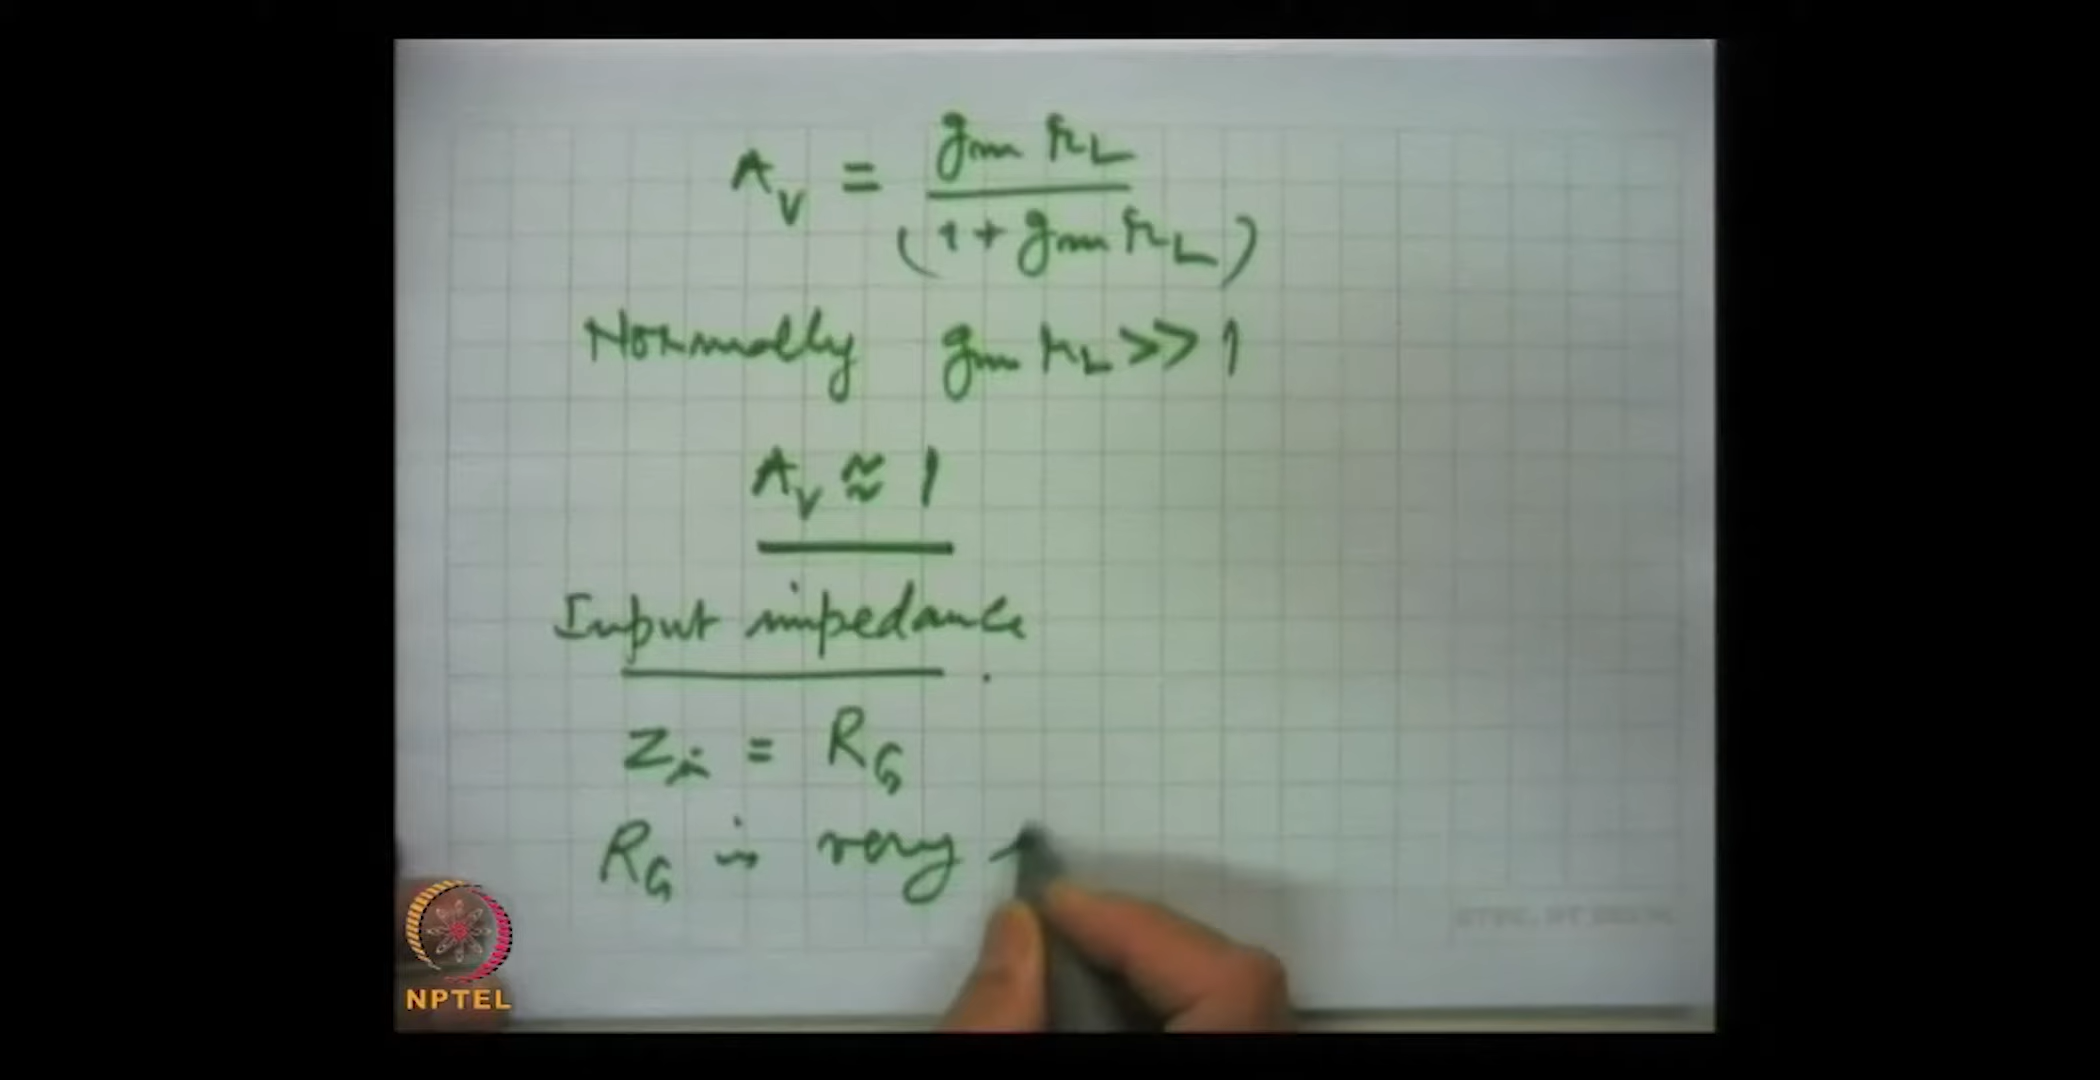 Av = gm rL / (1 + gm rL)
Normally gm rL >> 1
Av ≈ 1
Input impedance
Zi = RG
RG is very
NPTEL